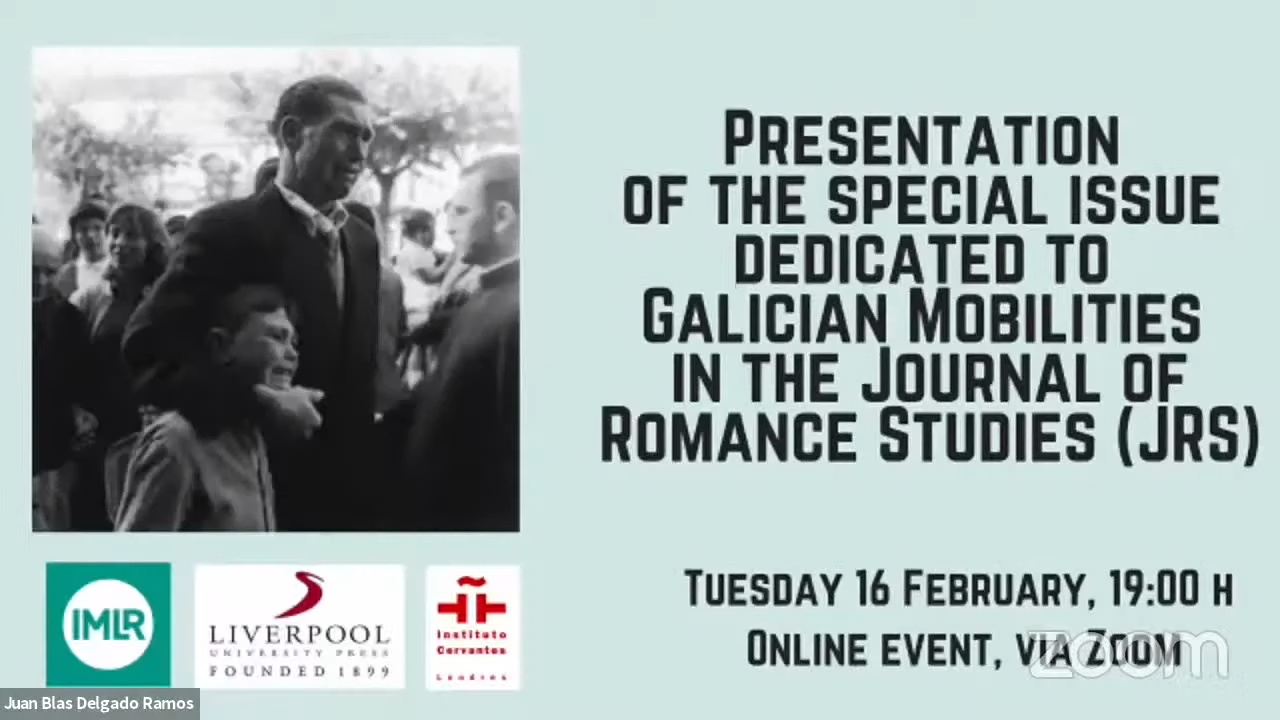 PRESENTATION
OF THE SPECIAL ISSUE
DEDICATED TO
GALICIAN MOBILITIES
IN THE JOURNAL OF
ROMANCE STUDIES (JRS)
TUESDAY 16 FEBRUARY, 19:00 H
ONLINE EVENT, VIA ZOOM
zoom
IMLR
LIVERPOOL
UNIVERSITY PRESS
FOUNDED 1899
Instituto
Cervantes
Londres
Juan Blas Delgado Ramos